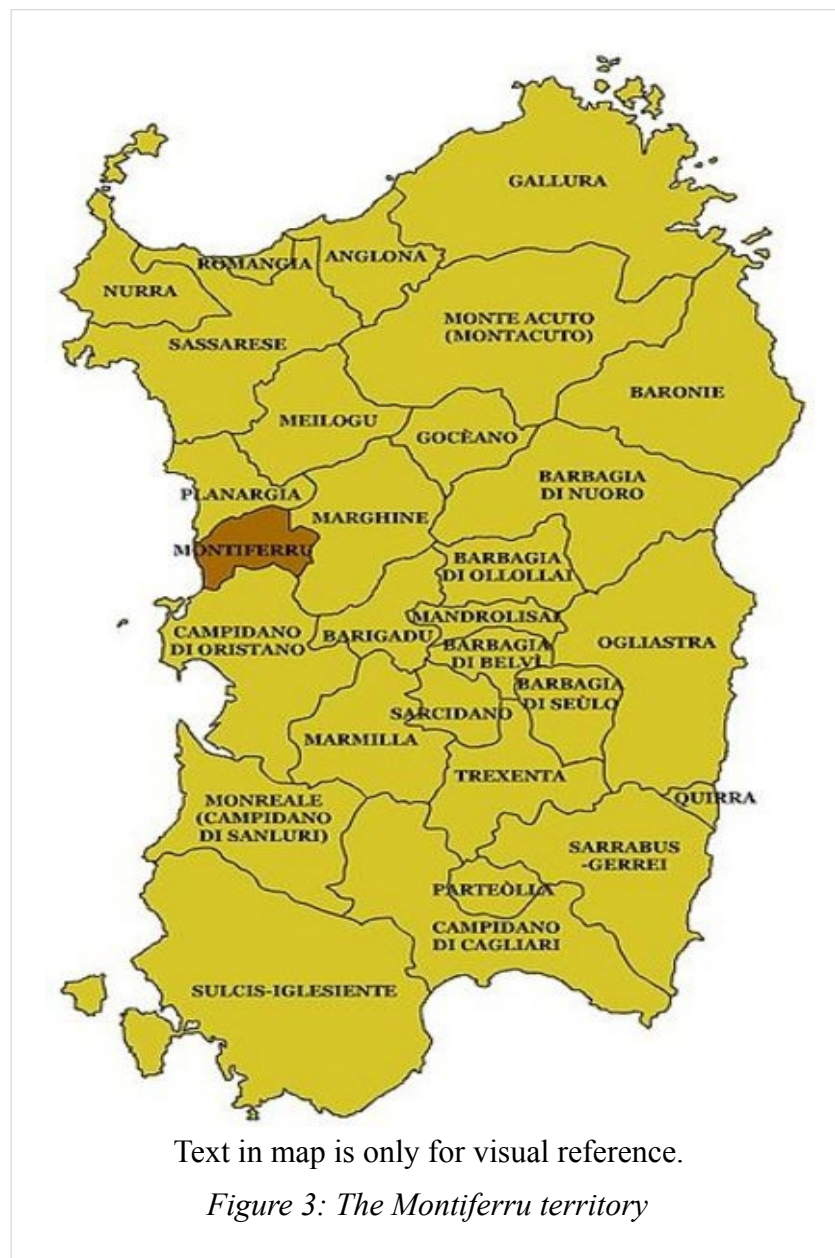 GALLURA
ROMANGIA
ANGLONA
NURRA
MONTE ACUTO
(MONTACUTO)
SASSARESE
BARONIE
MEILOGU
GOCÈANO
BARBAGIA
DI NUORO
PLANARGIA
MARGHINE
MONTIFERRU
BARBAGIA
DI OLLOLLAI
MANDROLISAI
CAMPIDANO
DI ORISTANO
BARIGADU
BARBAGIA
DI BELVÌ
OGLIASTRA
BARBAGIA
DI SEÙLO
SARCIDANO
MARMILLA
TREXENTA
QUIRRA
MONREALE
(CAMPIDANO
DI SANLURI)
SARRABUS
-GERREI
PARTEÒLLA
CAMPIDANO
DI CAGLIARI
SULCIS-IGLESIENTE
Text in map is only for visual reference.
Figure 3: The Montiferru territory